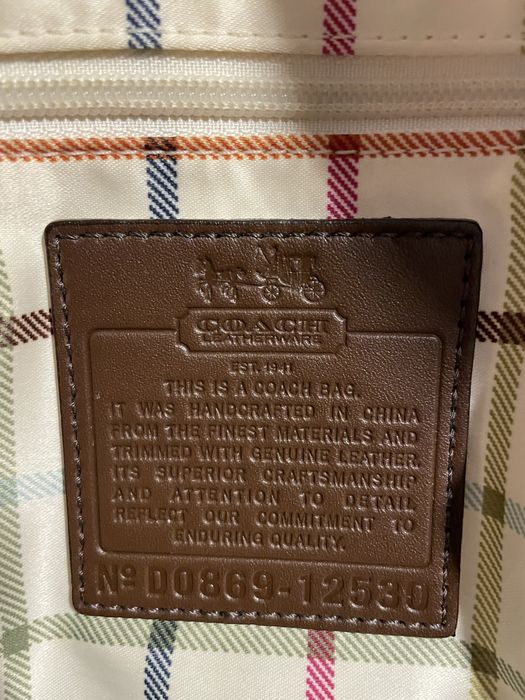 COACH
LEATHERWARE
EST. 1941
THIS IS A COACH BAG.
IT WAS HANDCRAFTED IN CHINA
FROM THE FINEST MATERIALS AND
TRIMMED WITH GENUINE LEATHER.
ITS SUPERIOR CRAFTSMANSHIP
AND ATTENTION TO DETAIL
REFLECT OUR COMMITMENT TO
ENDURING QUALITY.
Nº D0869-12530